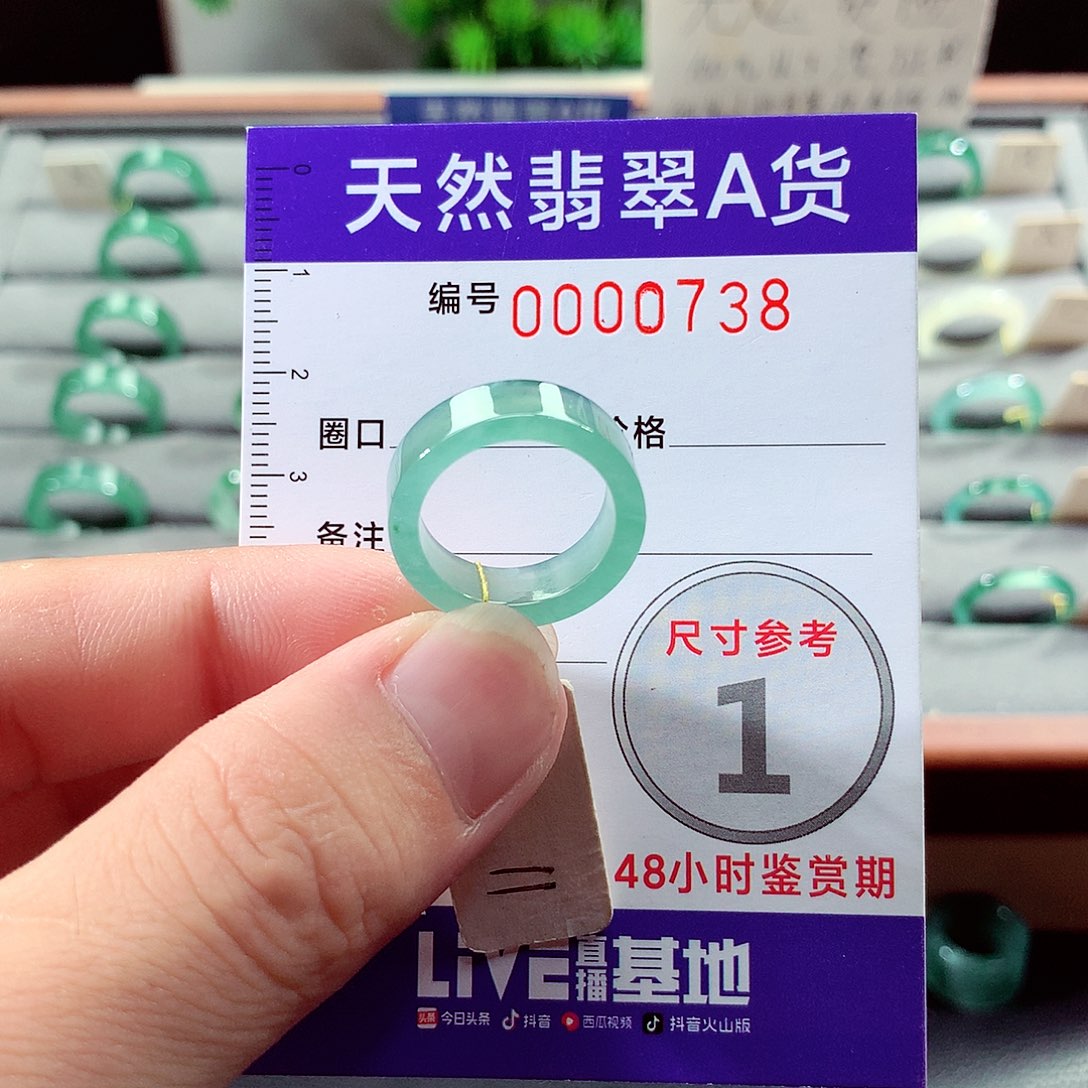 天然翡翠A货
0
1
2
3
编号 0000738
圈口
格
备注
尺寸参考
1
48小时鉴赏期
LIVE直播基地
头条 今日头条 抖音 西瓜视频 抖音火山版